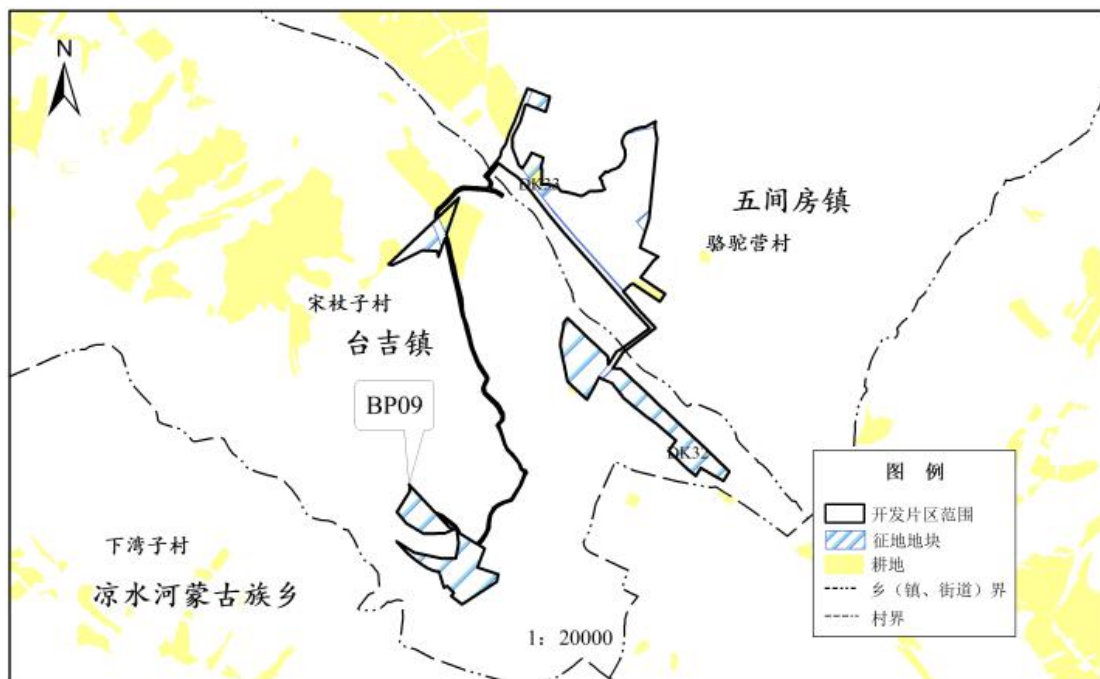 N
DK33
五间房镇
骆驼营村
宋杖子村
台吉镇
BP09
DK32
图 例
开发片区范围
征地地块
耕地
乡（镇、街道）界
村界
下湾子村
凉水河蒙古族乡
1：20000